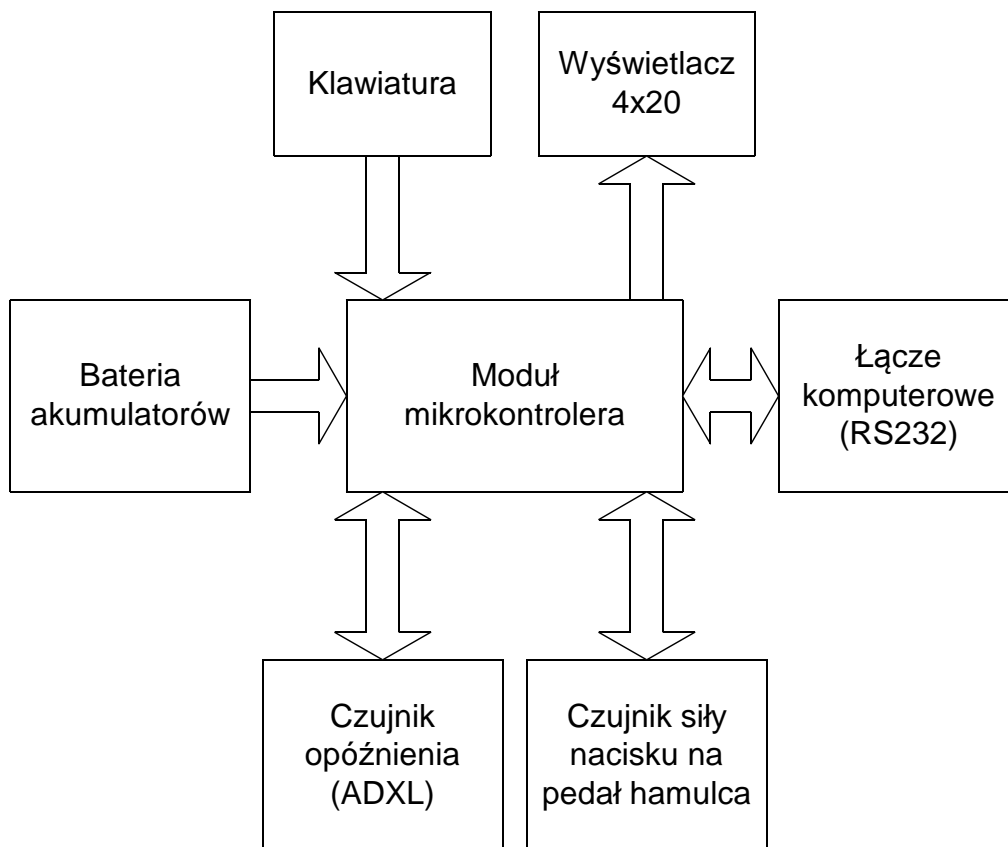 Klawiatura
Wyświetlacz
4x20
Bateria
akumulatorów
Moduł
mikrokontrolera
Łącze
komputerowe
(RS232)
Czujnik
opóźnienia
(ADXL)
Czujnik siły
nacisku na
pedał hamulca